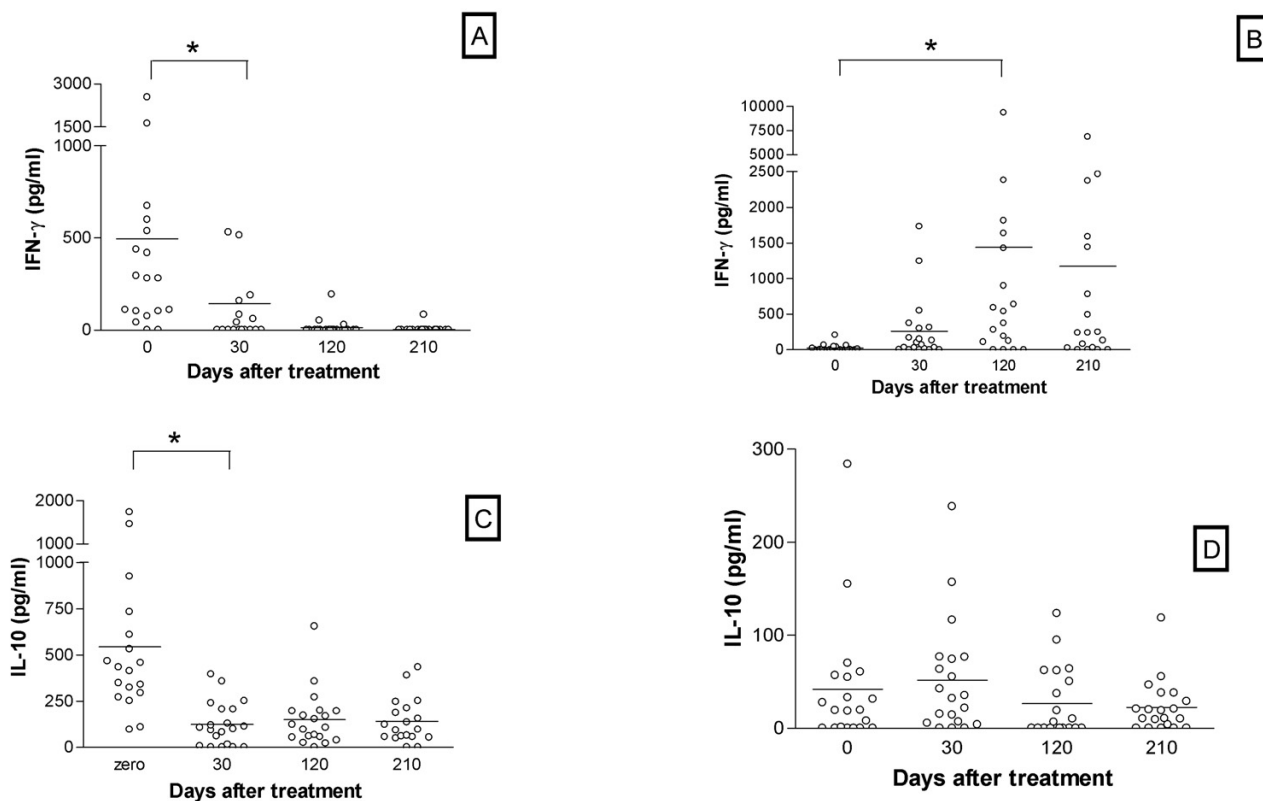 A
*
3000
1500
1000
500
0
IFN-γ (pg/ml)
0 30 120 210
Days after treatment
B
*
10000
7500
5000
2500
2000
1500
1000
500
0
IFN-γ (pg/ml)
0 30 120 210
Days after treatment
C
*
2000
1000
1000
750
500
250
0
IL-10 (pg/ml)
zero 30 120 210
Days after treatment
D
300
200
100
0
IL-10 (pg/ml)
0 30 120 210
Days after treatment